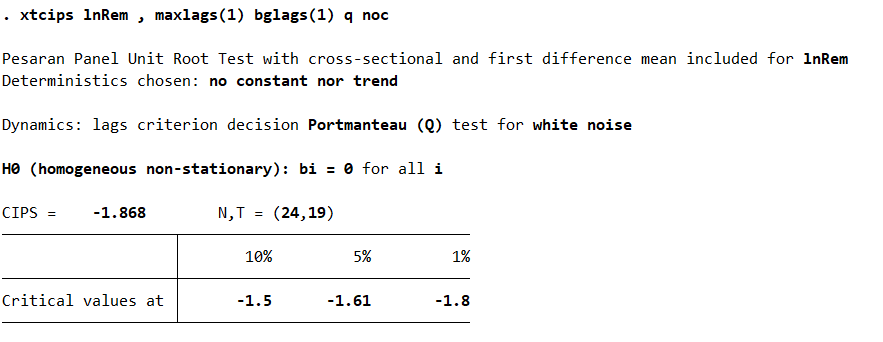 . xtcips lnRem , maxlags(1) bglags(1) q noc
Pesaran Panel Unit Root Test with cross-sectional and first difference mean included for lnRem
Deterministics chosen: no constant nor trend
Dynamics: lags criterion decision Portmanteau (Q) test for white noise
H0 (homogeneous non-stationary): bi = 0 for all i
CIPS = -1.868 N,T = (24,19)
10% 5% 1%
Critical values at -1.5 -1.61 -1.8